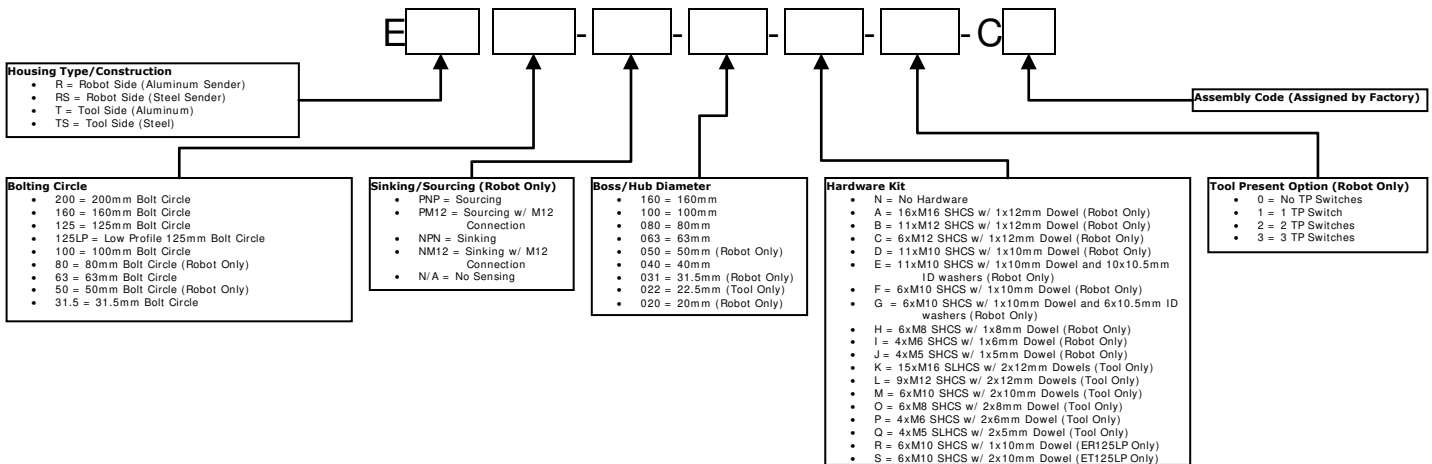 E - - - - - C
Housing Type/Construction
• R = Robot Side (Aluminum Sender)
• RS = Robot Side (Steel Sender)
• T = Tool Side (Aluminum)
• TS = Tool Side (Steel)
Assembly Code (Assigned by Factory)
Bolting Circle
• 200 = 200mm Bolt Circle
• 160 = 160mm Bolt Circle
• 125 = 125mm Bolt Circle
• 125LP = Low Profile 125mm Bolt Circle
• 100 = 100mm Bolt Circle
• 80 = 80mm Bolt Circle (Robot Only)
• 63 = 63mm Bolt Circle
• 50 = 50mm Bolt Circle (Robot Only)
• 31.5 = 31.5mm Bolt Circle
Sinking/Sourcing (Robot Only)
• PNP = Sourcing
• PM12 = Sourcing w/ M12
Connection
• NPN = Sinking
• NM12 = Sinking w/ M12
Connection
• N/A = No Sensing
Boss/Hub Diameter
• 160 = 160mm
• 100 = 100mm
• 080 = 80mm
• 063 = 63mm
• 050 = 50mm (Robot Only)
• 040 = 40mm
• 031 = 31.5mm (Robot Only)
• 022 = 22.5mm (Tool Only)
• 020 = 20mm (Robot Only)
Hardware Kit
• N = No Hardware
• A = 16xM16 SHCS w/ 1x12mm Dowel (Robot Only)
• B = 11xM12 SHCS w/ 1x12mm Dowel (Robot Only)
• C = 6xM12 SHCS w/ 1x12mm Dowel (Robot Only)
• D = 11xM10 SHCS w/ 1x10mm Dowel (Robot Only)
• E = 11xM10 SHCS w/ 1x10mm Dowel and 10x10.5mm
ID washers (Robot Only)
• F = 6xM10 SHCS w/ 1x10mm Dowel (Robot Only)
• G = 6xM10 SHCS w/ 1x10mm Dowel and 6x10.5mm ID
washers (Robot Only)
• H = 6xM8 SHCS w/ 1x8mm Dowel (Robot Only)
• I = 4xM6 SHCS w/ 1x6mm Dowel (Robot Only)
• J = 4xM5 SHCS w/ 1x5mm Dowel (Robot Only)
• K = 15xM16 SLHCS w/ 2x12mm Dowels (Tool Only)
• L = 9xM12 SHCS w/ 2x12mm Dowels (Tool Only)
• M = 6xM10 SHCS w/ 2x10mm Dowels (Tool Only)
• O = 6xM8 SHCS w/ 2x8mm Dowel (Tool Only)
• P = 4xM6 SHCS w/ 2x6mm Dowel (Tool Only)
• Q = 4xM5 SLHCS w/ 2x5mm Dowel (Tool Only)
• R = 6xM10 SHCS w/ 1x10mm Dowel (ER125LP Only)
• S = 6xM10 SHCS w/ 2x10mm Dowel (ET125LP Only)
Tool Present Option (Robot Only)
• 0 = No TP Switches
• 1 = 1 TP Switch
• 2 = 2 TP Switches
• 3 = 3 TP Switches